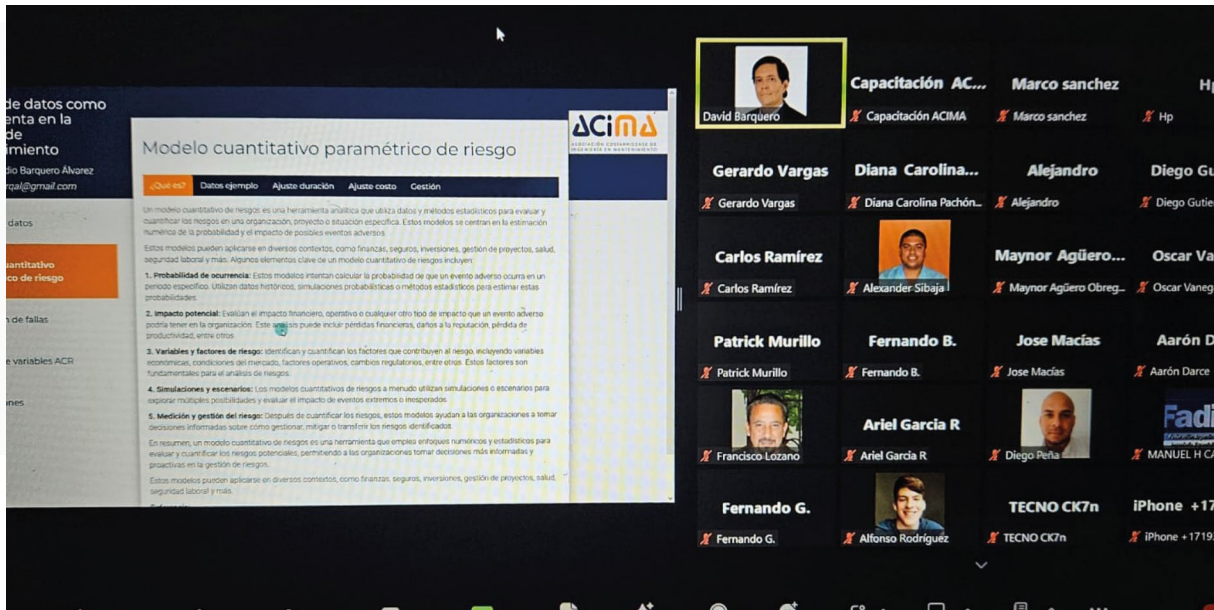 de datos como
enta en la
de
imiento
dio Barquero Álvarez
rqal@gmail.com
datos
uantitativo
co de riesgo
n de fallas
e variables ACR
ones
ACiMA
ASOCIACIÓN COSTARRICENSE DE
INGENIERÍA EN MANTENIMIENTO
Modelo cuantitativo paramétrico de riesgo
¿Qué es? Datos ejemplo Ajuste duración Ajuste costo Gestión
Un modelo cuantitativo de riesgos es una herramienta analítica que utiliza datos y métodos estadísticos para evaluar y
cuantificar los riesgos en una organización, proyecto o situación específica. Estos modelos se centran en la estimación
numérica de la probabilidad y el impacto de posibles eventos adversos.
Estos modelos pueden aplicarse en diversos contextos, como finanzas, seguros, inversiones, gestión de proyectos, salud,
seguridad laboral y más. Algunos elementos clave de un modelo cuantitativo de riesgos incluyen:
1. Probabilidad de ocurrencia: Estos modelos intentan calcular la probabilidad de que un evento adverso ocurra en un
periodo específico. Utilizan datos históricos, simulaciones probabilísticas o métodos estadísticos para estimar estas
probabilidades.
2. Impacto potencial: Evalúan el impacto financiero, operativo o cualquier otro tipo de impacto que un evento adverso
podría tener en la organización. Este análisis puede incluir pérdidas financieras, daños a la reputación, pérdida de
productividad, entre otros.
3. Variables y factores de riesgo: Identifican y cuantifican los factores que contribuyen al riesgo, incluyendo variables
económicas, condiciones del mercado, factores operativos, cambios regulatorios, entre otros. Estos factores son
fundamentales para el análisis de riesgos.
4. Simulaciones y escenarios: Los modelos cuantitativos de riesgos a menudo utilizan simulaciones o escenarios para
explorar múltiples posibilidades y evaluar el impacto de eventos extremos o inesperados.
5. Medición y gestión del riesgo: Después de cuantificar los riesgos, estos modelos ayudan a las organizaciones a tomar
decisiones informadas sobre cómo gestionar, mitigar o transferir los riesgos identificados.
En resumen, un modelo cuantitativo de riesgos es una herramienta que emplea enfoques numéricos y estadísticos para
evaluar y cuantificar los riesgos potenciales, permitiendo a las organizaciones tomar decisiones más informadas y
proactivas en la gestión de riesgos.
Estos modelos pueden aplicarse en diversos contextos, como finanzas, seguros, inversiones, gestión de proyectos, salud,
seguridad laboral y más.
David Barquero
Capacitación AC...
Capacitación ACIMA
Marco sanchez
Marco sanchez
Hp
Hp
Gerardo Vargas
Gerardo Vargas
Diana Carolina...
Diana Carolina Pachón...
Alejandro
Alejandro
Diego Gu
Diego Gutie
Carlos Ramírez
Carlos Ramírez
Alexander Sibaja
Maynor Agüero...
Maynor Agüero Obreg...
Oscar Va
Oscar Vaneg
Patrick Murillo
Patrick Murillo
Fernando B.
Fernando B.
Jose Macías
Jose Macías
Aarón D
Aarón Darce
Francisco Lozano
Ariel Garcia R
Ariel Garcia R
Diego Peña
Fadi
MANUEL H CA
Fernando G.
Fernando G.
Alfonso Rodríguez
TECNO CK7n
TECNO CK7n
iPhone +17
iPhone +1719